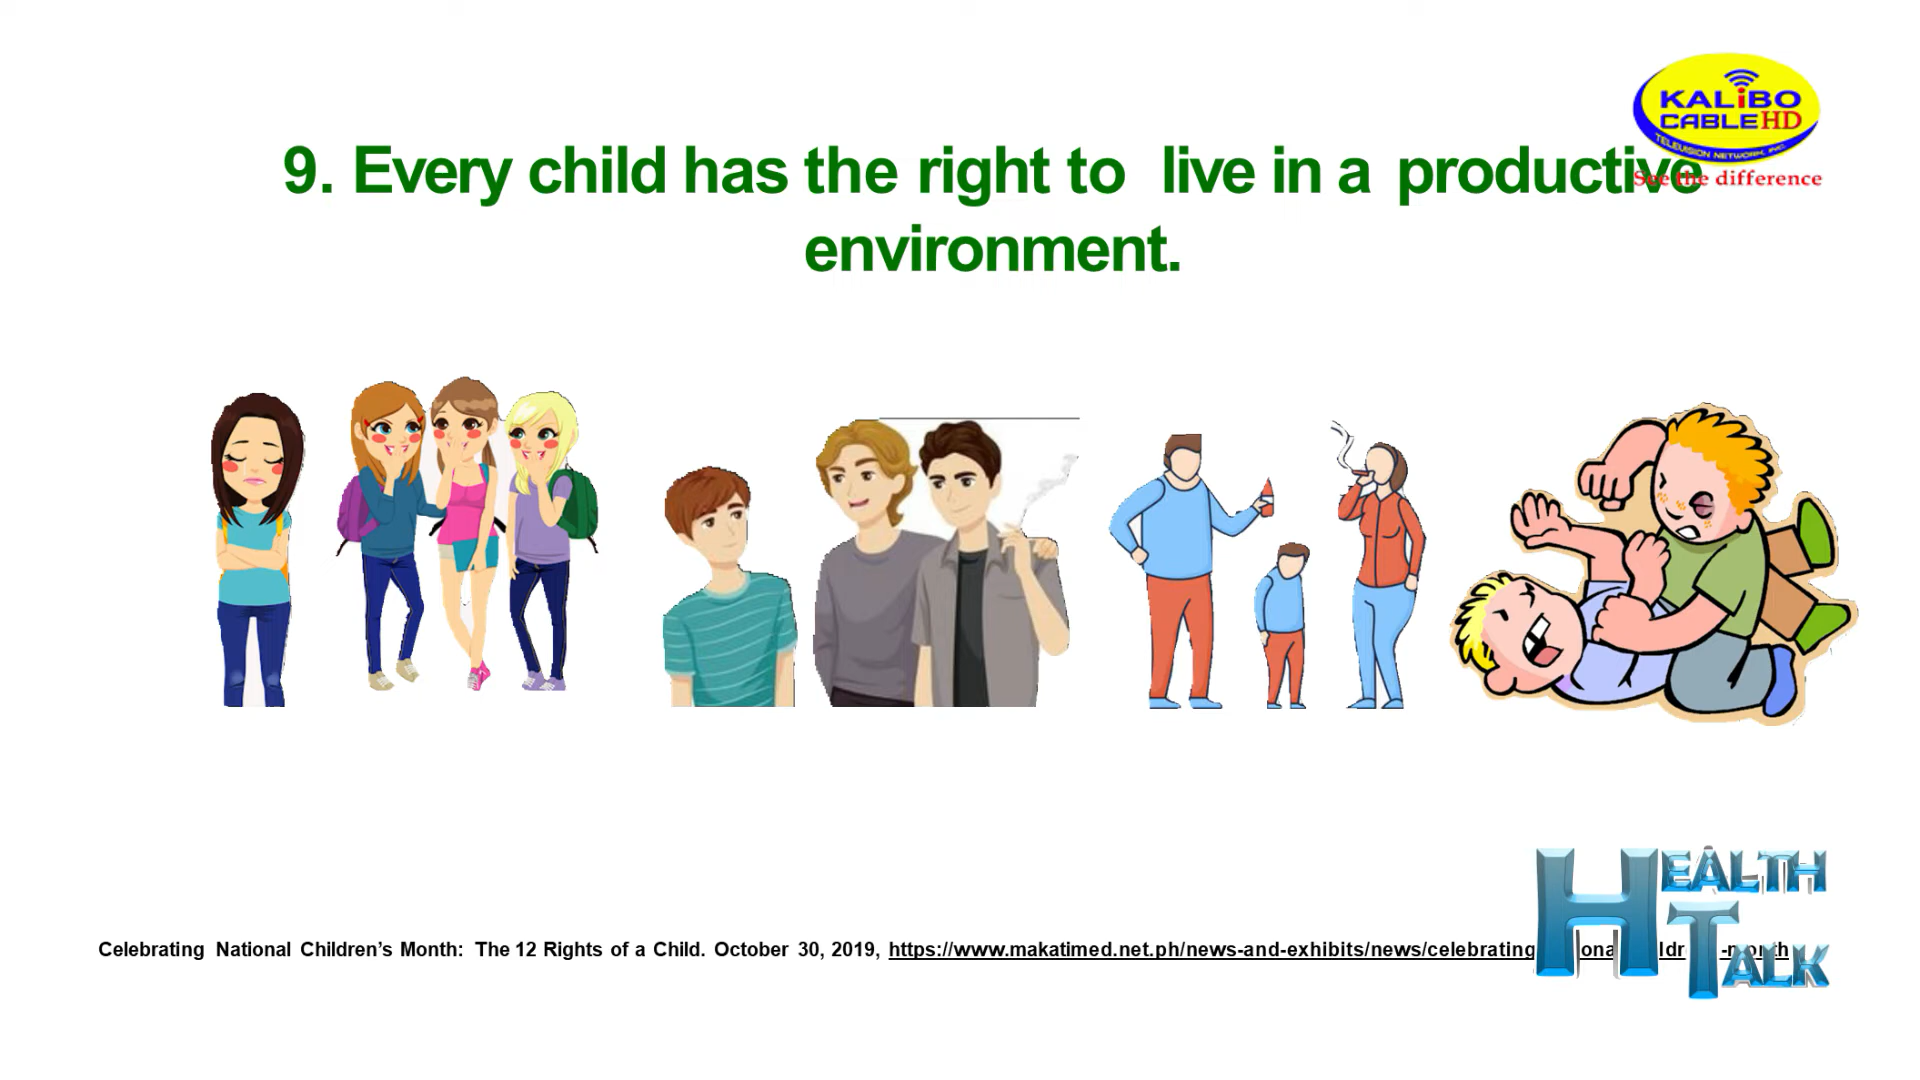 KALiBO
CABLE HD
TELEVISION NETWORK, INC.
See the difference
9. Every child has the right to live in a productive
environment.
HEALTH
TALK
Celebrating National Children's Month: The 12 Rights of a Child. October 30, 2019, https://www.makatimed.net.ph/news-and-exhibits/news/celebrating